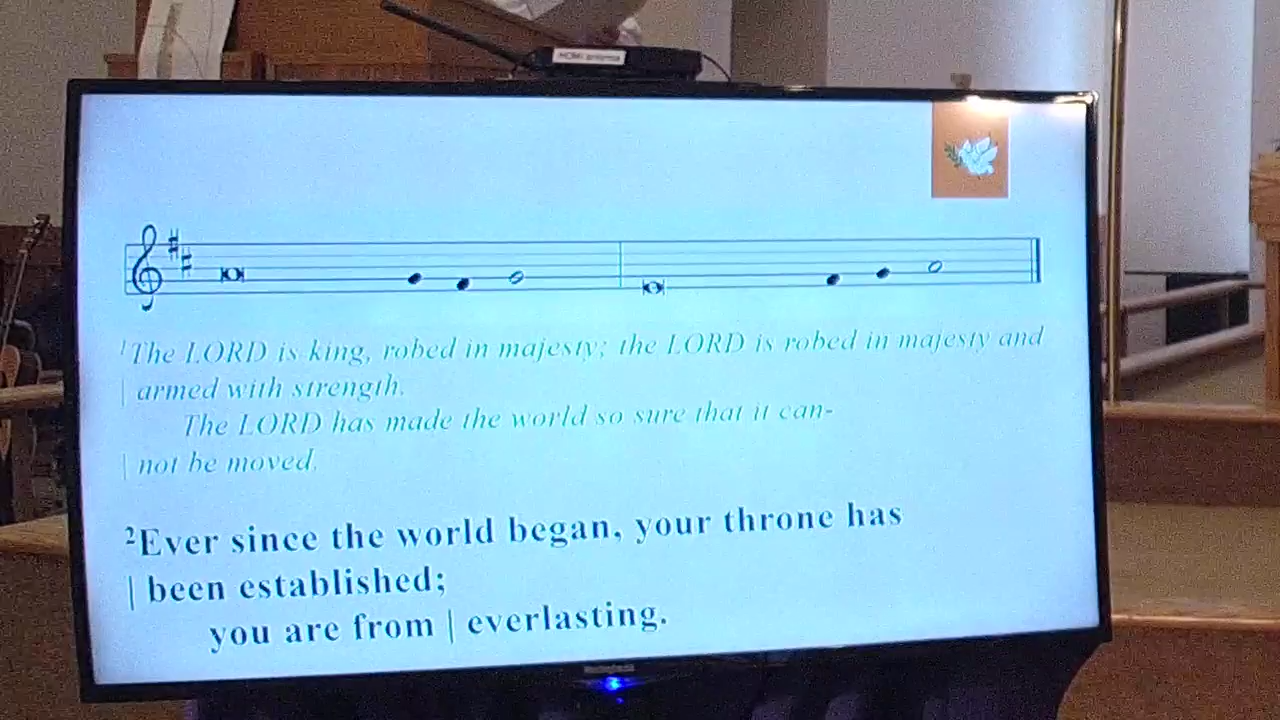 HDMI antenna
¹The LORD is king, robed in majesty; the LORD is robed in majesty and
| armed with strength.
The LORD has made the world so sure that it can-
| not be moved.
²Ever since the world began, your throne has
| been established;
you are from | everlasting.